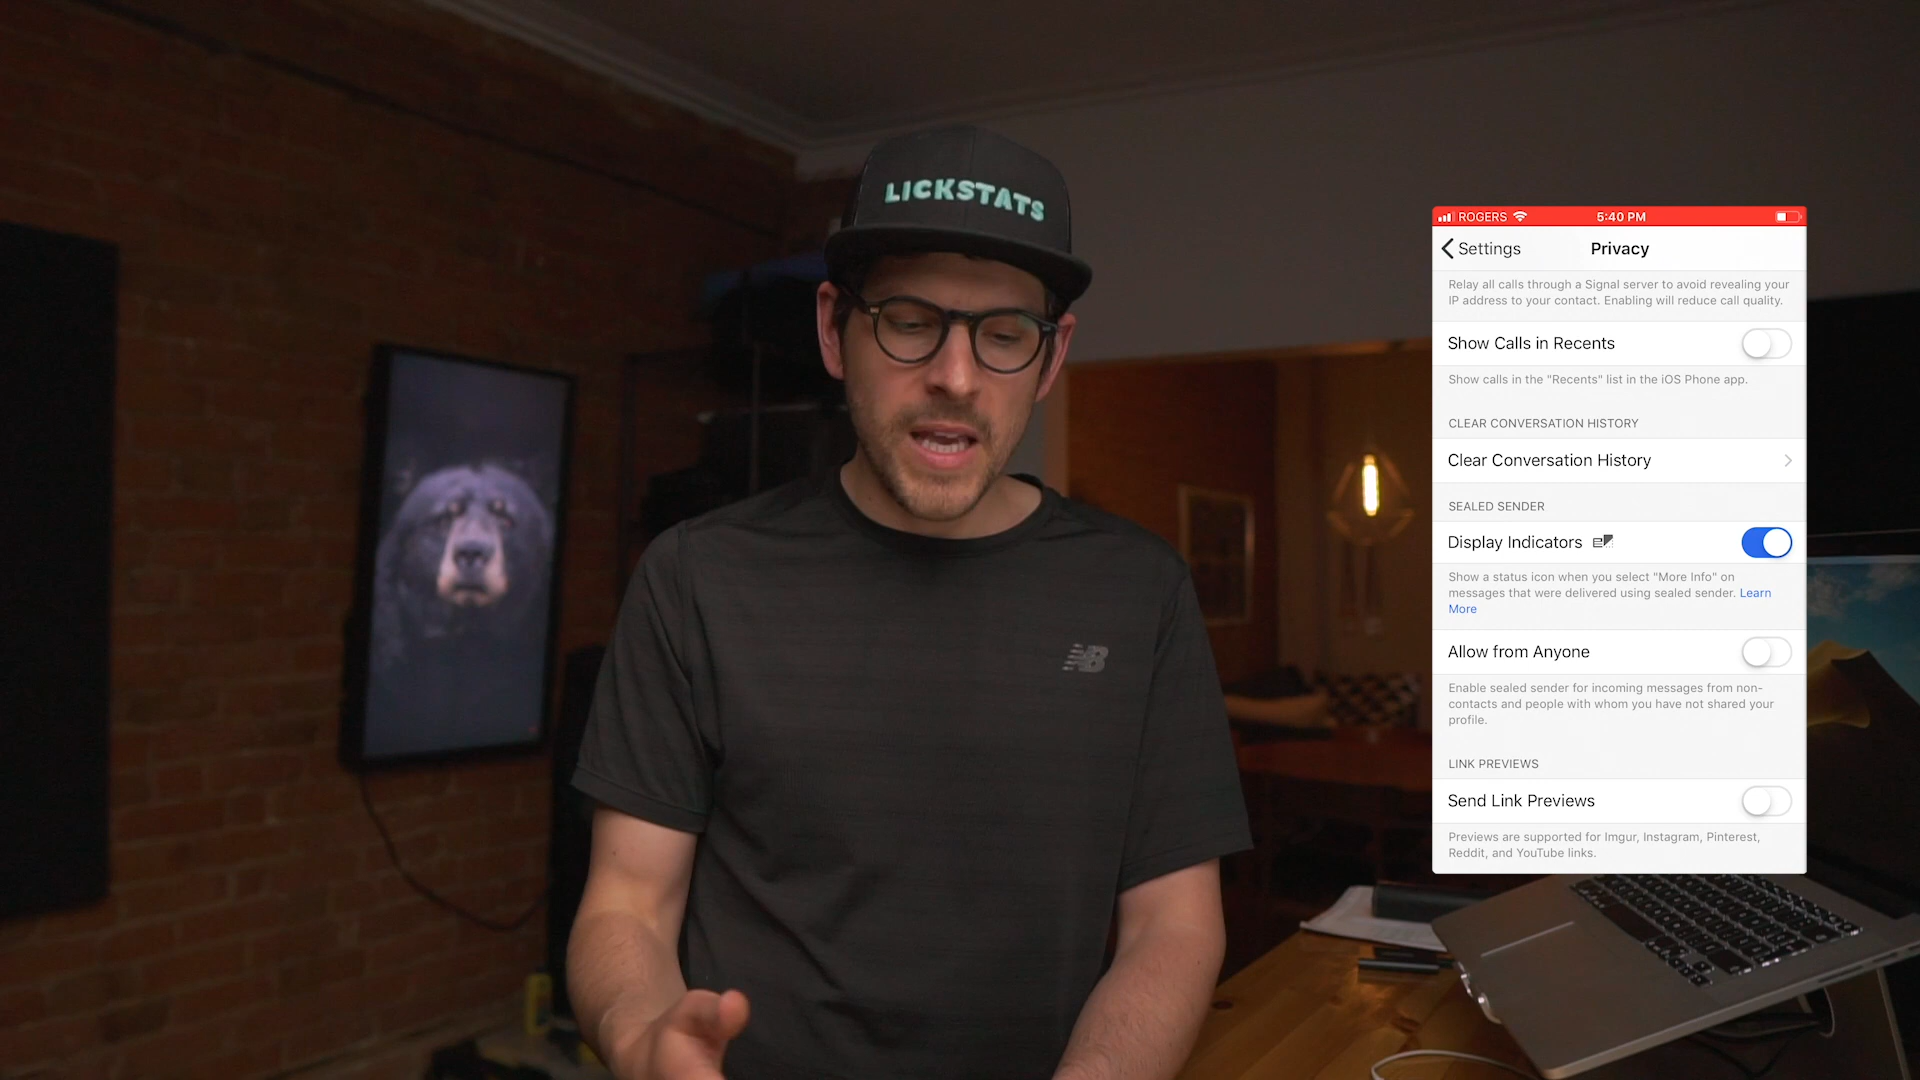 LICKSTATS
NB
ROGERS 5:40 PM
Settings Privacy
Relay all calls through a Signal server to avoid revealing your
IP address to your contact. Enabling will reduce call quality.
Show Calls in Recents
Show calls in the "Recents" list in the iOS Phone app.
CLEAR CONVERSATION HISTORY
Clear Conversation History
SEALED SENDER
Display Indicators
Show a status icon when you select "More Info" on
messages that were delivered using sealed sender. Learn
More
Allow from Anyone
Enable sealed sender for incoming messages from non-
contacts and people with whom you have not shared your
profile.
LINK PREVIEWS
Send Link Previews
Previews are supported for Imgur, Instagram, Pinterest,
Reddit, and YouTube links.